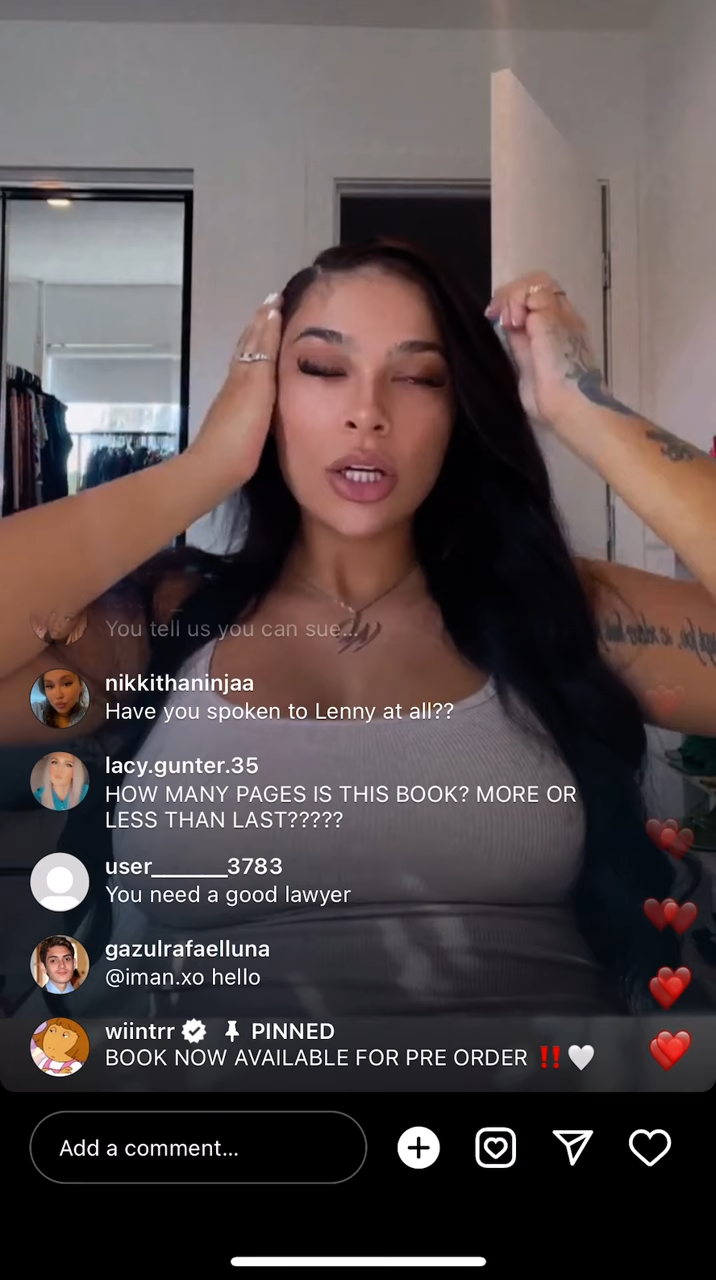 You tell us you can sue...
nikkithaninjaa
Have you spoken to Lenny at all??
lacy.gunter.35
HOW MANY PAGES IS THIS BOOK? MORE OR
LESS THAN LAST?????
user_______3783
You need a good lawyer
gazulrafaelluna
@iman.xo hello
wiintrr PINNED
BOOK NOW AVAILABLE FOR PRE ORDER ‼️🤍
Add a comment...